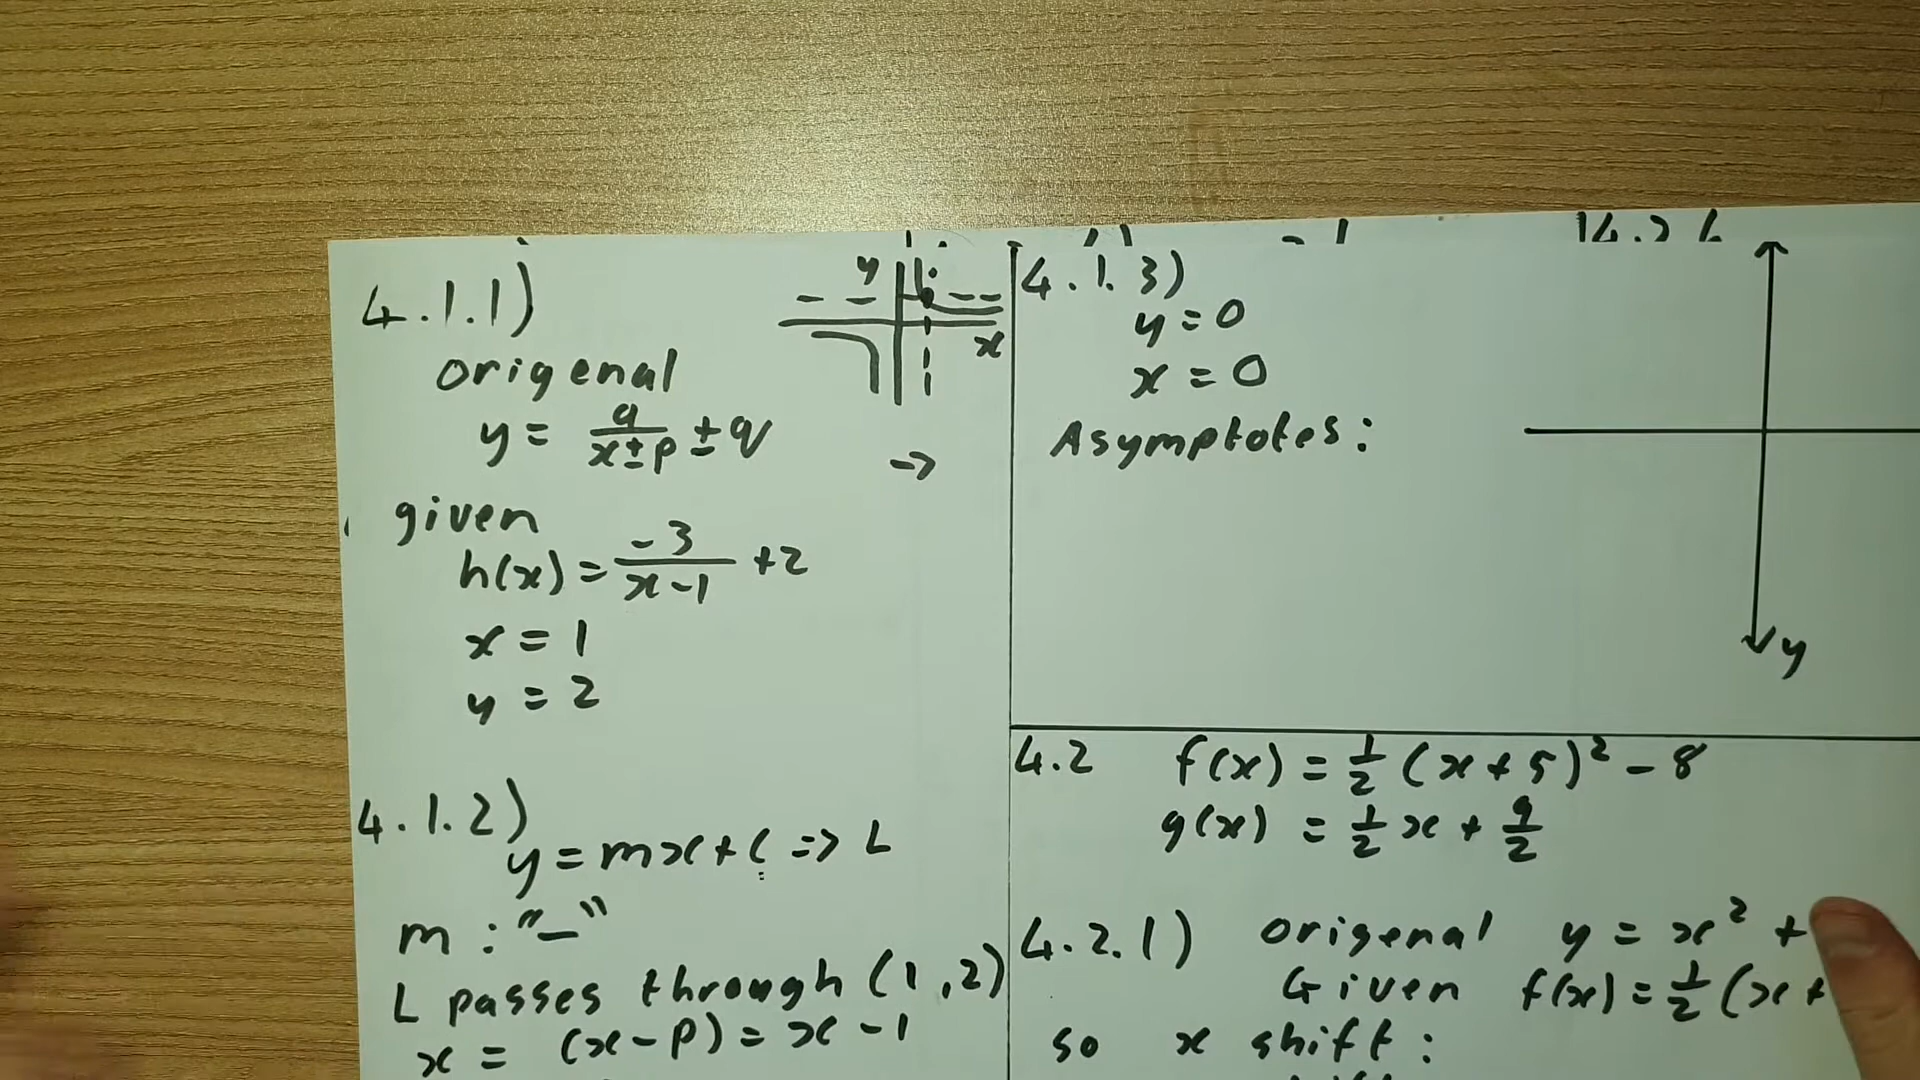 4.1.1)
y
x
origenal
y = a/(x±p) ± q
->
given
h(x) = -3/(x-1) +2
x = 1
y = 2
4.1.2)
y = mx+c => L
m : "-"
L passes through (1,2)
x = (x-p) = x-1
4.1.3)
y = 0
x = 0
Asymptotes:
y
4.2 f(x) = 1/2 (x+5)² - 8
g(x) = 1/2 x + 9/2
4.2.1) origenal y = x² +
Given f(x) = 1/2 (x+
so x shift: